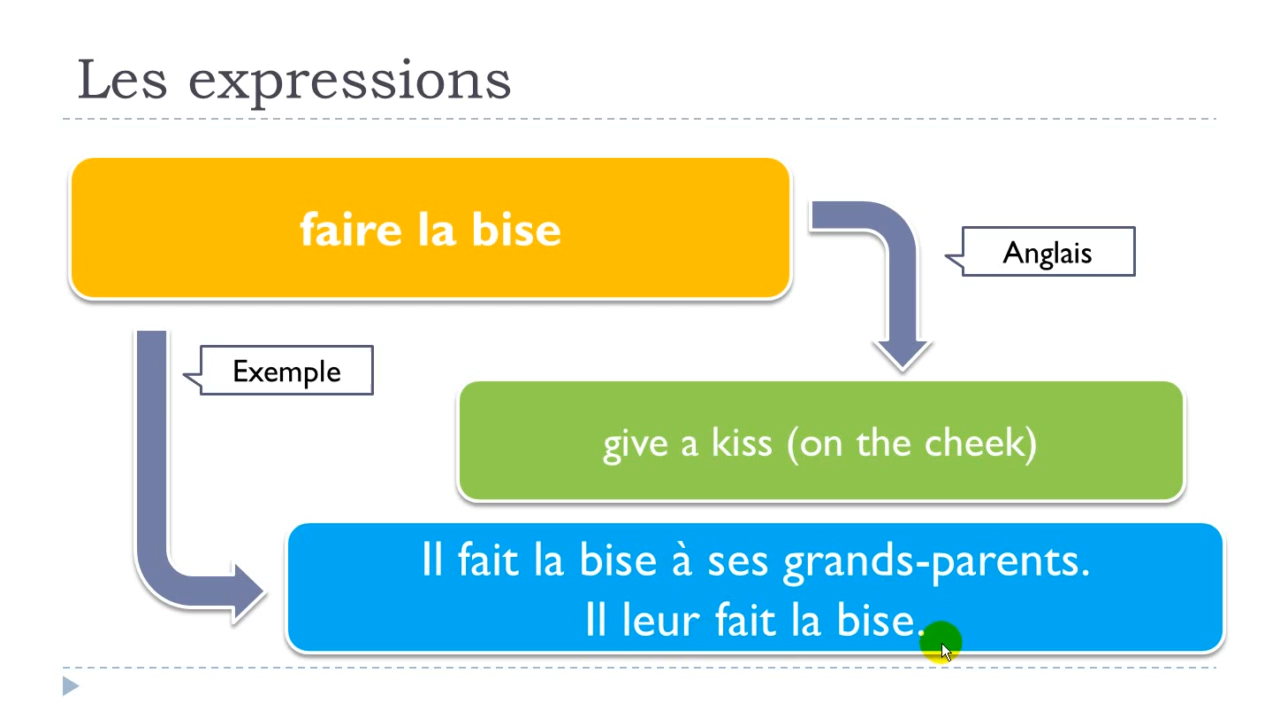 Les expressions
faire la bise
Anglais
Exemple
give a kiss (on the cheek)
Il fait la bise à ses grands-parents.
Il leur fait la bise.